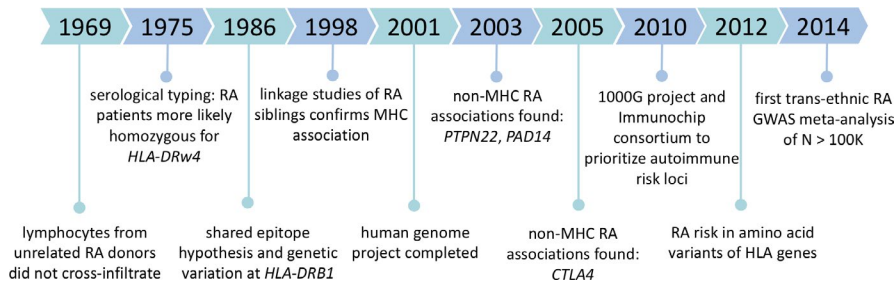 1969 1975 1986 1998 2001 2003 2005 2010 2012 2014
serological typing: RA
patients more likely
homozygous for
HLA-DRw4
linkage studies of RA
siblings confirms MHC
association
non-MHC RA
associations found:
PTPN22, PAD14
1000G project and
Immunochip
consortium to
prioritize autoimmune
risk loci
first trans-ethnic RA
GWAS meta-analysis
of N > 100K
lymphocytes from
unrelated RA donors
did not cross-infiltrate
shared epitope
hypothesis and genetic
variation at HLA-DRB1
human genome
project completed
non-MHC RA
associations found:
CTLA4
RA risk in amino acid
variants of HLA genes